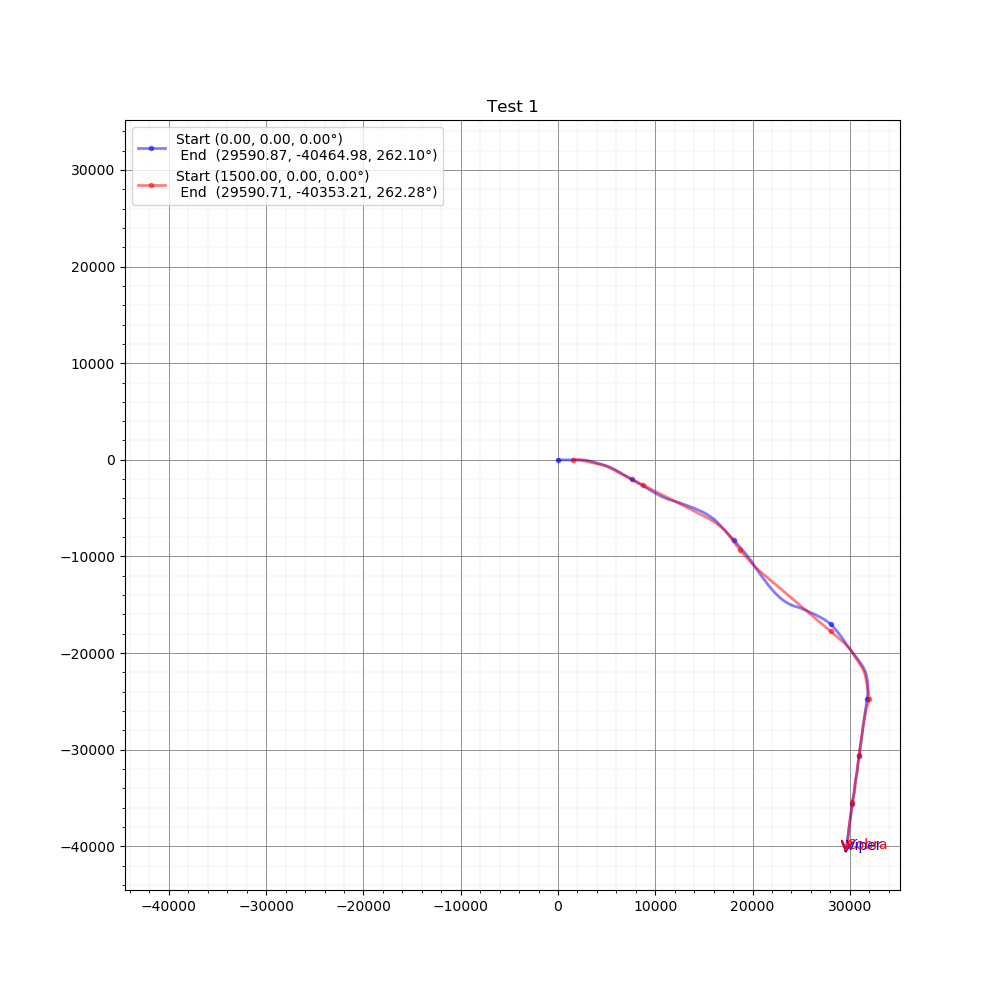 Test 1
Start (0.00, 0.00, 0.00°)
End (29590.87, -40464.98, 262.10°)
Start (1500.00, 0.00, 0.00°)
End (29590.71, -40353.21, 262.28°)
30000
20000
10000
0
−10000
−20000
−30000
−40000
−40000 −30000 −20000 −10000 0 10000 20000 30000